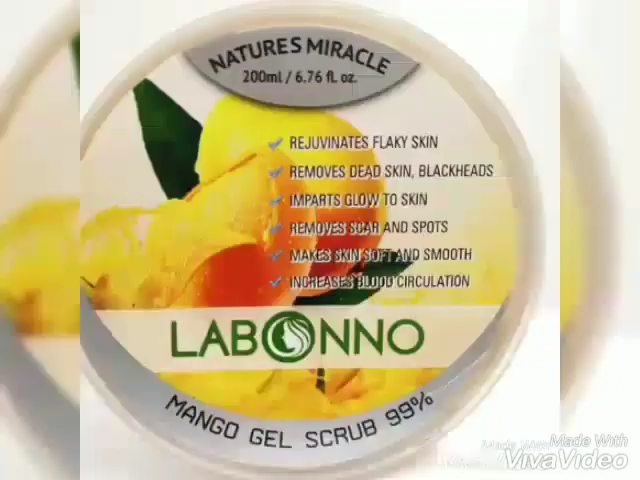 NATURES MIRACLE
200ml / 6.76 fl. oz.
REJUVINATES FLAKY SKIN
REMOVES DEAD SKIN, BLACKHEADS
IMPARTS GLOW TO SKIN
REMOVES SCAR AND SPOTS
MAKES SKIN SOFT AND SMOOTH
INCREASES BLOOD CIRCULATION
LABONNO
MANGO GEL SCRUB 99%
Made With
Made With
VivaVideo